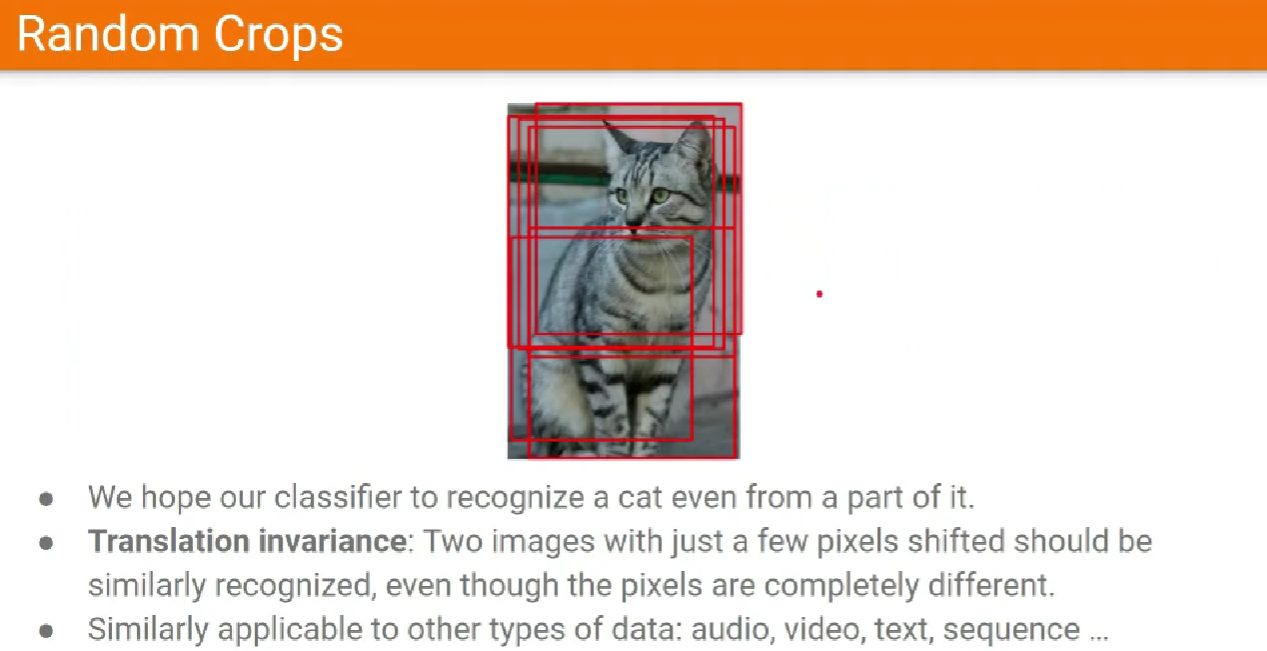 Random Crops
● We hope our classifier to recognize a cat even from a part of it.
● Translation invariance: Two images with just a few pixels shifted should be
similarly recognized, even though the pixels are completely different.
● Similarly applicable to other types of data: audio, video, text, sequence ...